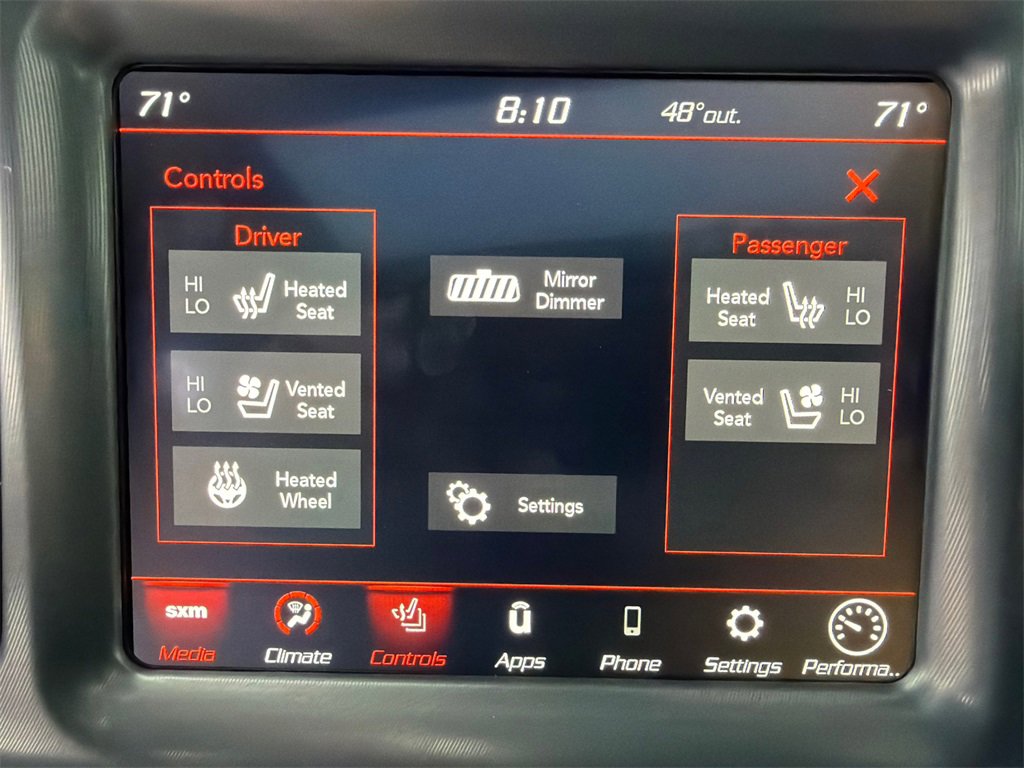 71° 8:10 48°out. 71°
Controls
Driver
HI
LO
Heated
Seat
HI
LO
Vented
Seat
Heated
Wheel
Mirror
Dimmer
Settings
Passenger
Heated
Seat
HI
LO
Vented
Seat
HI
LO
sxm
Media
Climate
Controls
u
Apps
Phone
Settings
Performa..